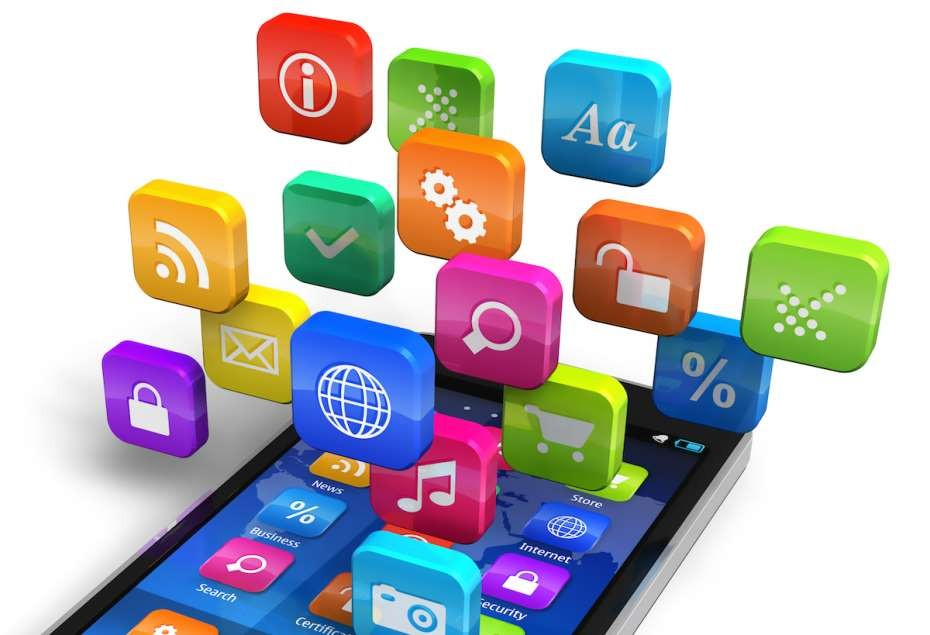 i
Aa
%
News
Store
%
Business
Internet
Search
Security